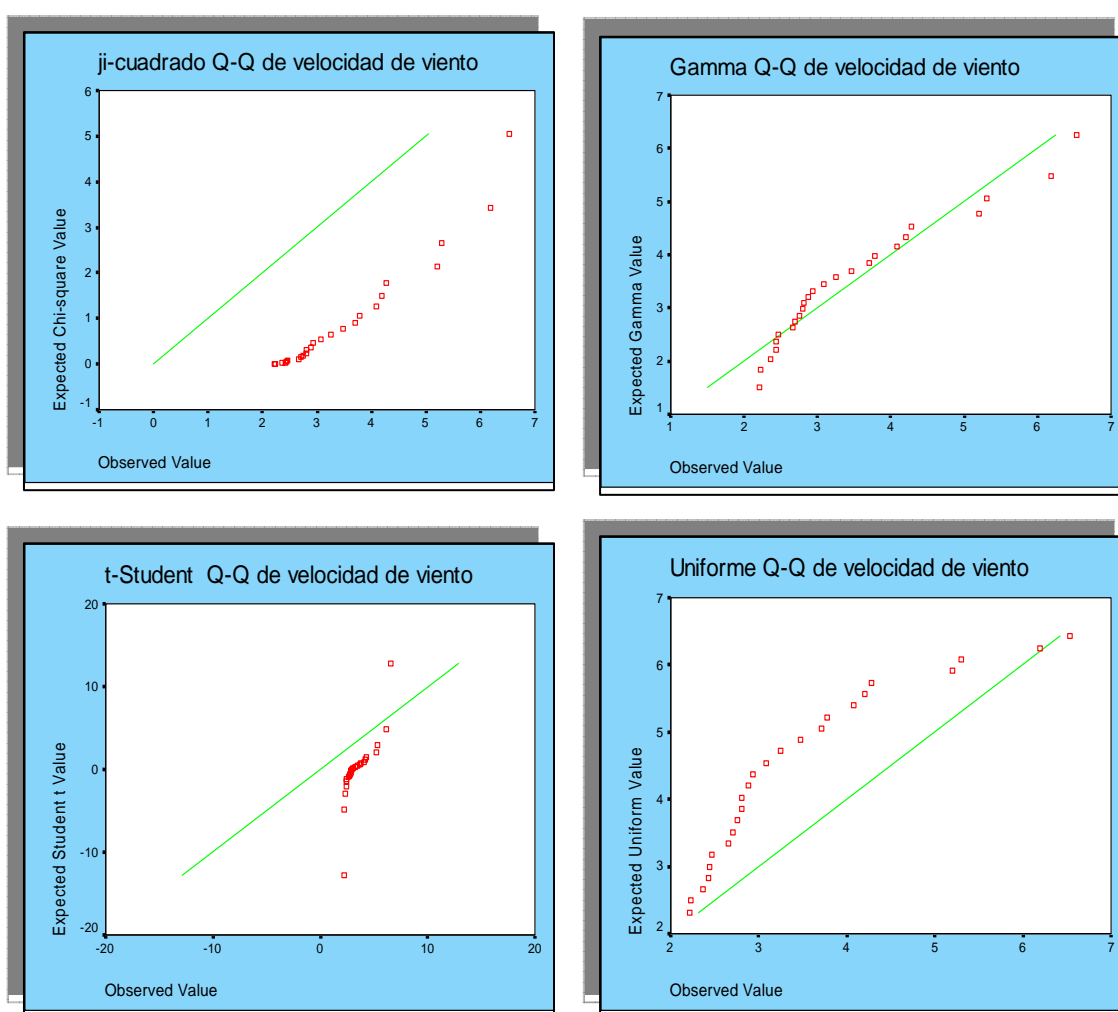 ji-cuadrado Q-Q de velocidad de viento
6
5
4
3
2
1
0
-1
Expected Chi-square Value
-1 0 1 2 3 4 5 6 7
Observed Value
Gamma Q-Q de velocidad de viento
7
6
5
4
3
2
1
Expected Gamma Value
1 2 3 4 5 6 7
Observed Value
t-Student Q-Q de velocidad de viento
20
10
0
-10
-20
Expected Student t Value
-20 -10 0 10 20
Observed Value
Uniforme Q-Q de velocidad de viento
7
6
5
4
3
2
Expected Uniform Value
2 3 4 5 6 7
Observed Value